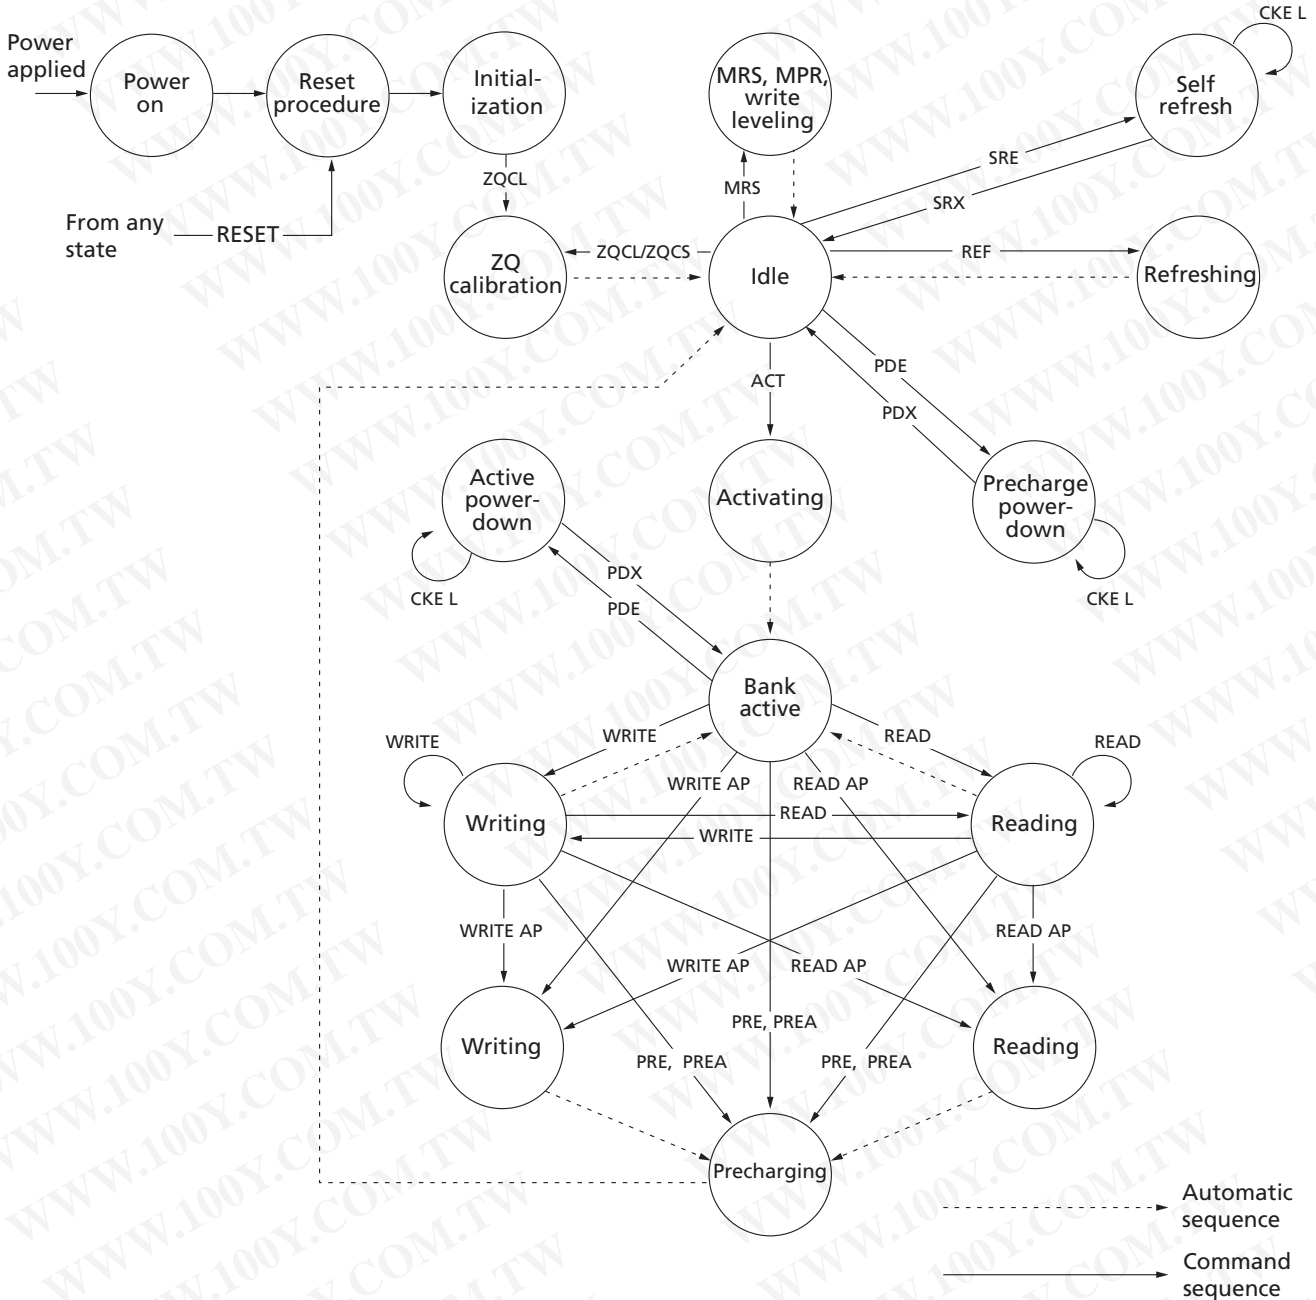 CKE L
Power
applied
Power
on
Reset
procedure
Initial-
ization
MRS, MPR,
write
leveling
Self
refresh
ZQCL
MRS
SRE
SRX
From any
state
RESET
ZQCL/ZQCS
REF
ZQ
calibration
Idle
Refreshing
PDE
ACT
PDX
Active
power-
down
Activating
Precharge
power-
down
PDX
CKE L
PDE
CKE L
Bank
active
WRITE
WRITE
READ
READ
WRITE AP
READ AP
Writing
READ
Reading
WRITE
WRITE AP
READ AP
WRITE AP
READ AP
PRE, PREA
Writing
Reading
PRE, PREA
PRE, PREA
Precharging
Automatic
sequence
Command
sequence
WWW.100Y.COM.TW